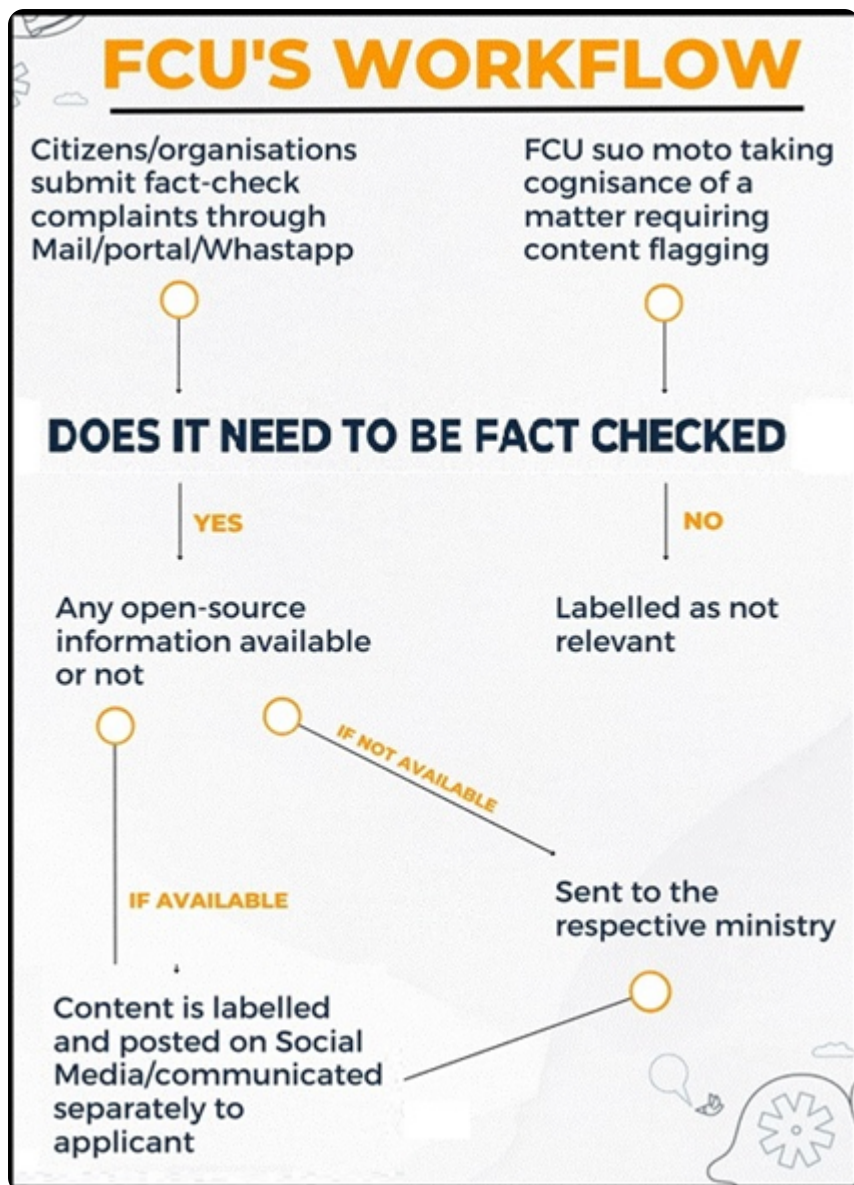 FCU'S WORKFLOW
Citizens/organisations
submit fact-check
complaints through
Mail/portal/Whastapp
FCU suo moto taking
cognisance of a
matter requiring
content flagging
DOES IT NEED TO BE FACT CHECKED
YES
NO
Any open-source
information available
or not
Labelled as not
relevant
IF NOT AVAILABLE
IF AVAILABLE
Sent to the
respective ministry
Content is labelled
and posted on Social
Media/communicated
separately to
applicant